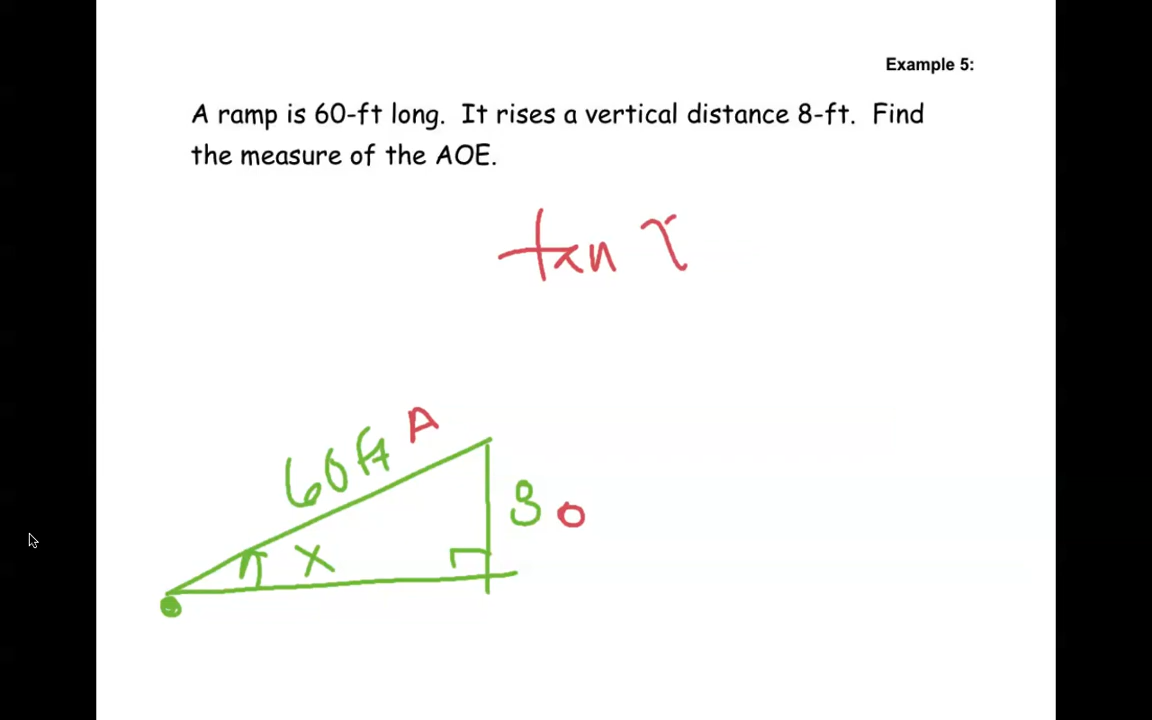 Example 5:
A ramp is 60-ft long. It rises a vertical distance 8-ft. Find
the measure of the AOE.
tan x
60ft A
8 O
x